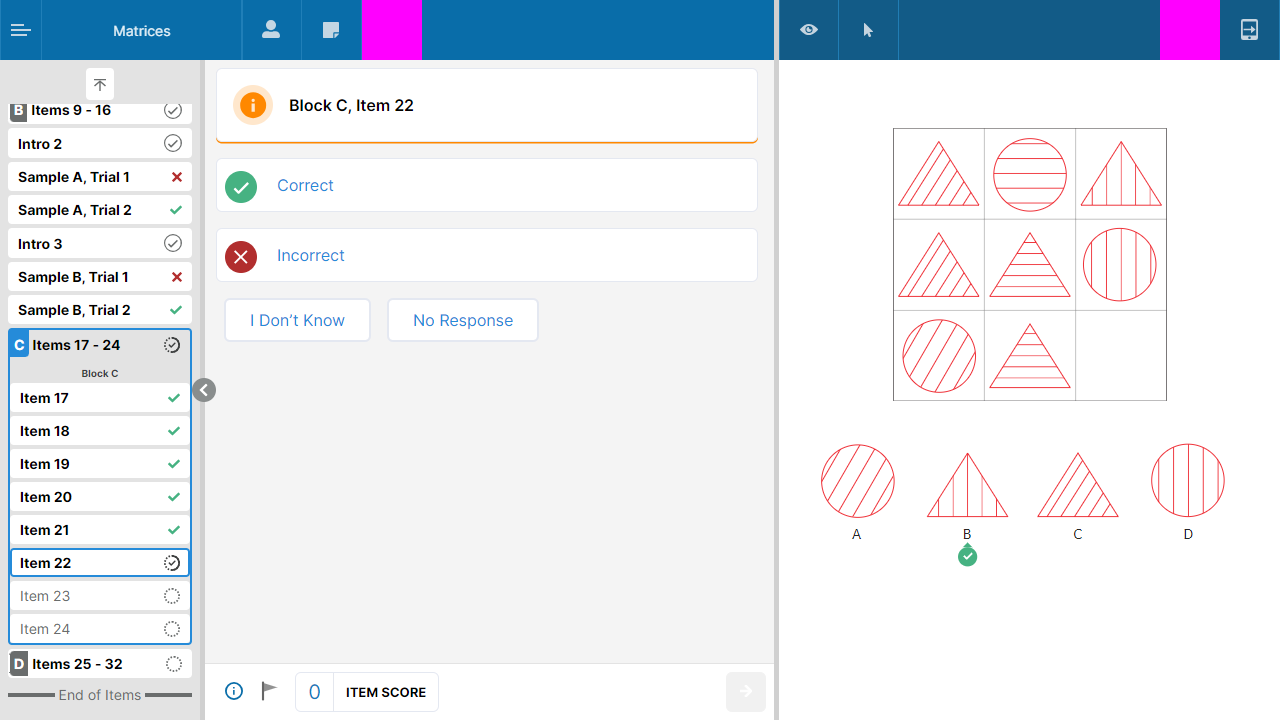 Matrices
B Items 9 - 16
Intro 2
Sample A, Trial 1
Sample A, Trial 2
Intro 3
Sample B, Trial 1
Sample B, Trial 2
C Items 17 - 24
Block C
Item 17
Item 18
Item 19
Item 20
Item 21
Item 22
Item 23
Item 24
D Items 25 - 32
End of Items
Block C, Item 22
Correct
Incorrect
I Don’t Know No Response
0 ITEM SCORE
A B C D